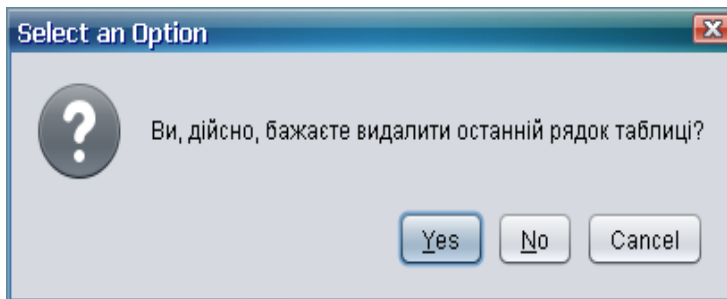 Select an Option
Ви, дійсно, бажаєте видалити останній рядок таблиці?
Yes No Cancel